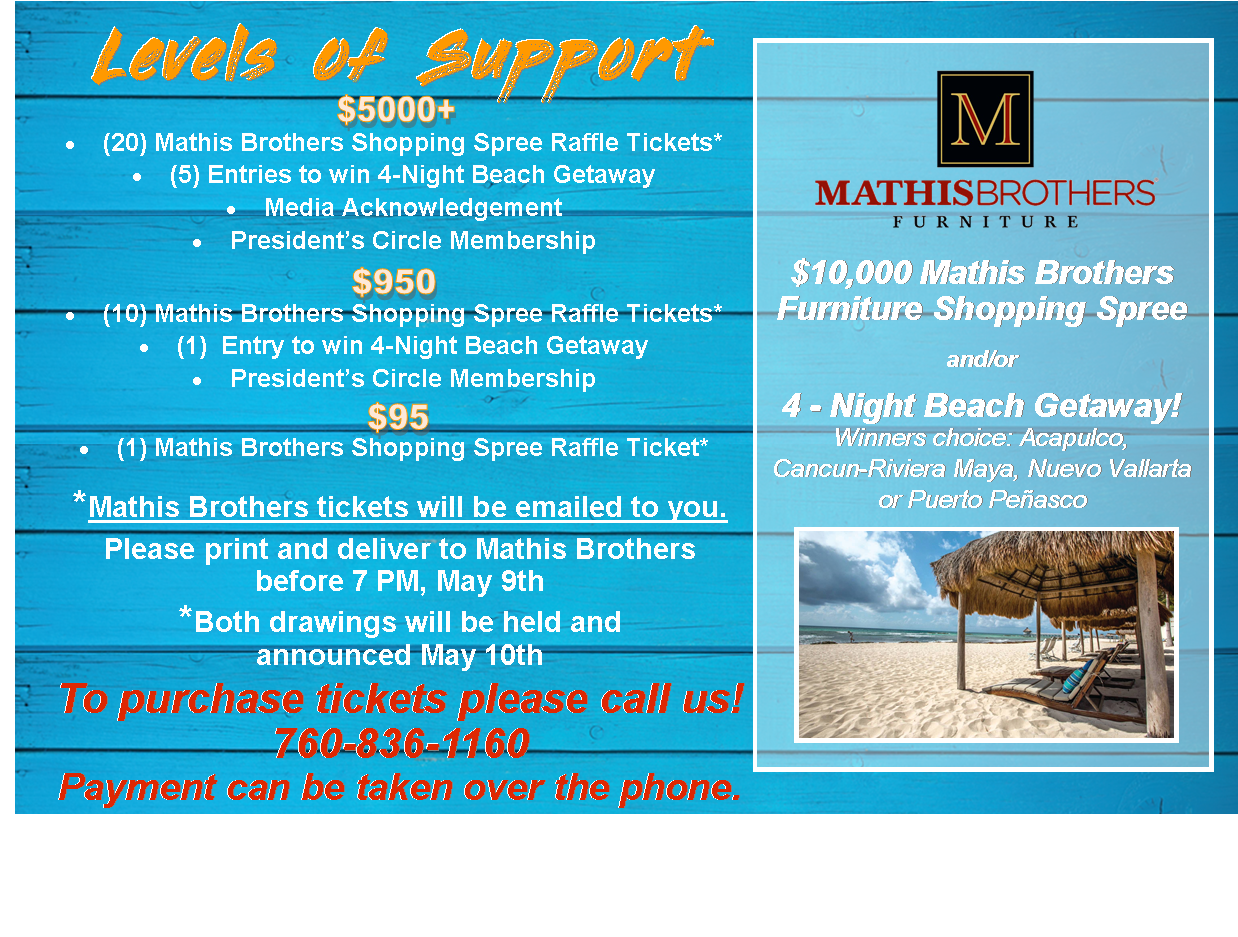 Levels of Support
$5000+
• (20) Mathis Brothers Shopping Spree Raffle Tickets*
• (5) Entries to win 4-Night Beach Getaway
• Media Acknowledgement
• President's Circle Membership
$950
• (10) Mathis Brothers Shopping Spree Raffle Tickets*
• (1)  Entry to win 4-Night Beach Getaway
• President's Circle Membership
$95
• (1) Mathis Brothers Shopping Spree Raffle Ticket*
*Mathis Brothers tickets will be emailed to you.
Please print and deliver to Mathis Brothers
before 7 PM, May 9th
*Both drawings will be held and
announced May 10th
To purchase tickets please call us!
760-836-1160
Payment can be taken over the phone.
M
MATHISBROTHERS
FURNITURE
$10,000 Mathis Brothers
Furniture Shopping Spree
and/or
4 - Night Beach Getaway!
Winners choice: Acapulco,
Cancun-Riviera Maya, Nuevo Vallarta
or Puerto Peñasco